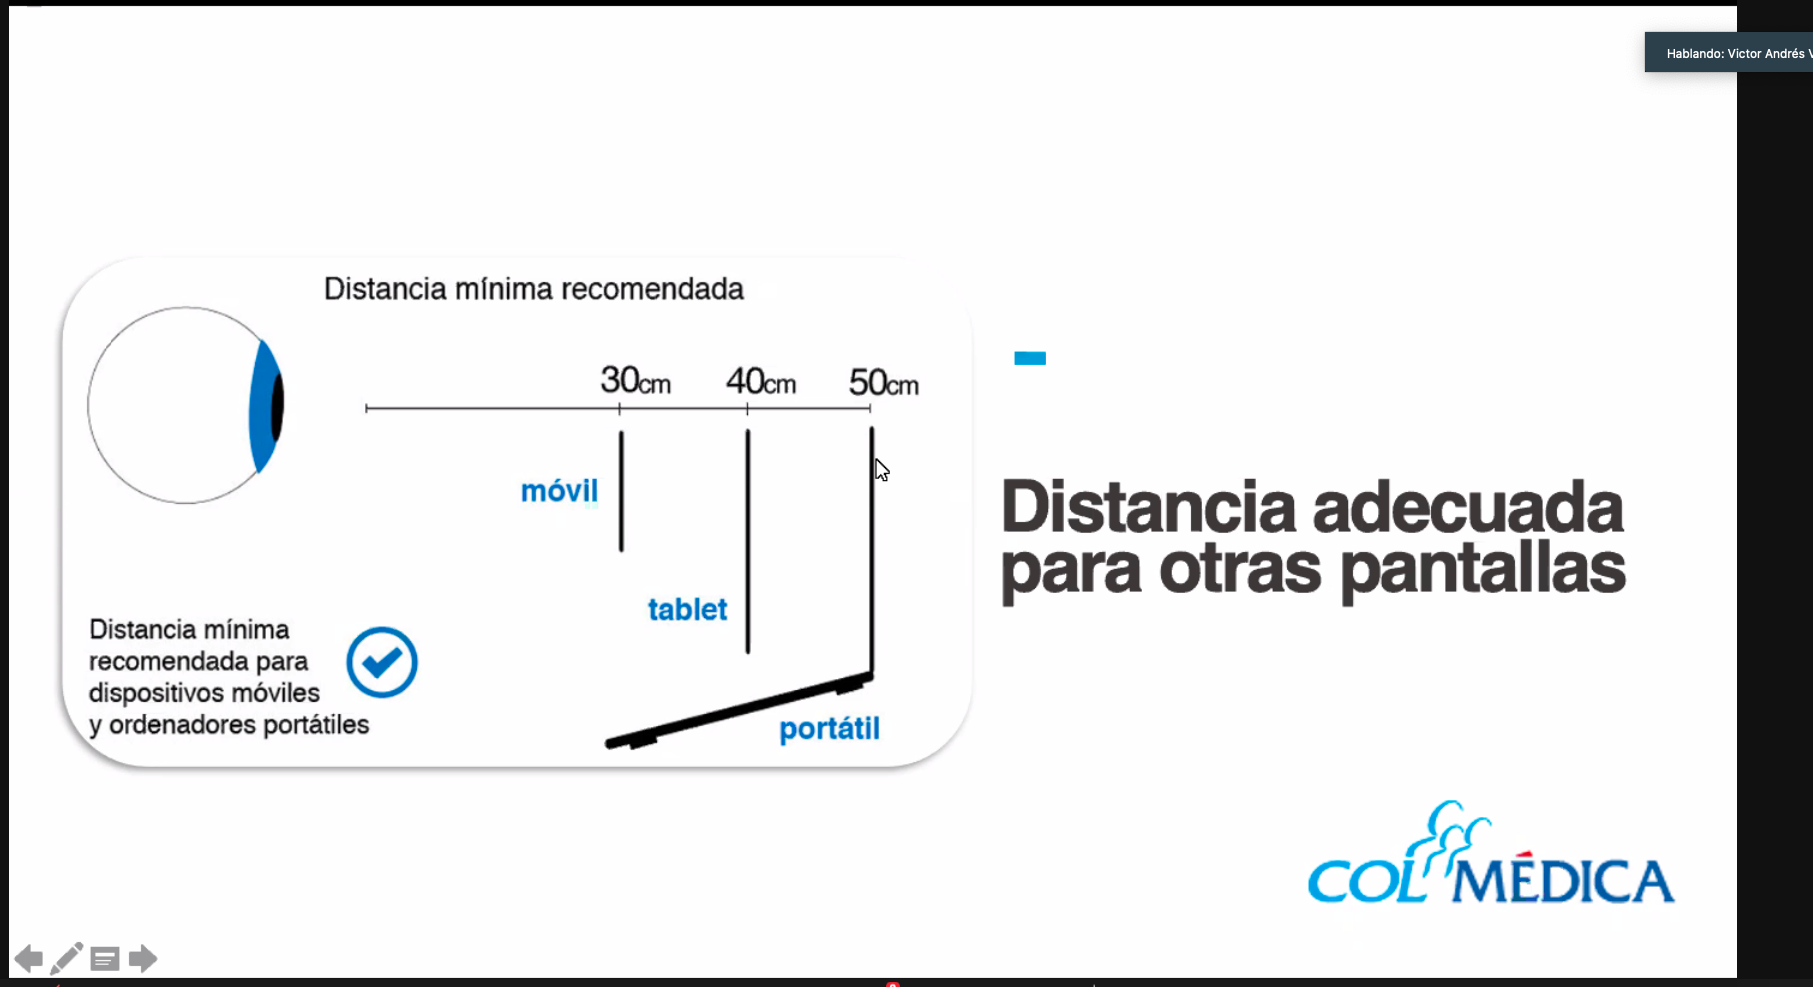 Hablando: Victor Andrés
Distancia mínima recomendada
30cm 40cm 50cm
móvil
tablet
portátil
Distancia mínima
recomendada para
dispositivos móviles
y ordenadores portátiles
Distancia adecuada
para otras pantallas
COLMÉDICA